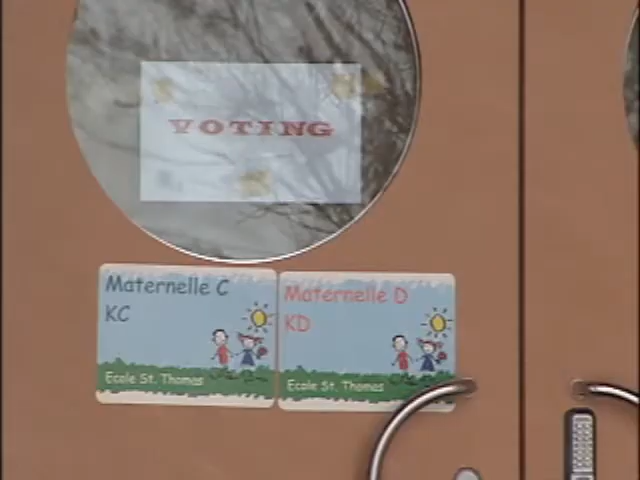 VOTING
Maternelle C
KC
Ecole St. Thomas
Maternelle D
KD
Ecole St. Thomas